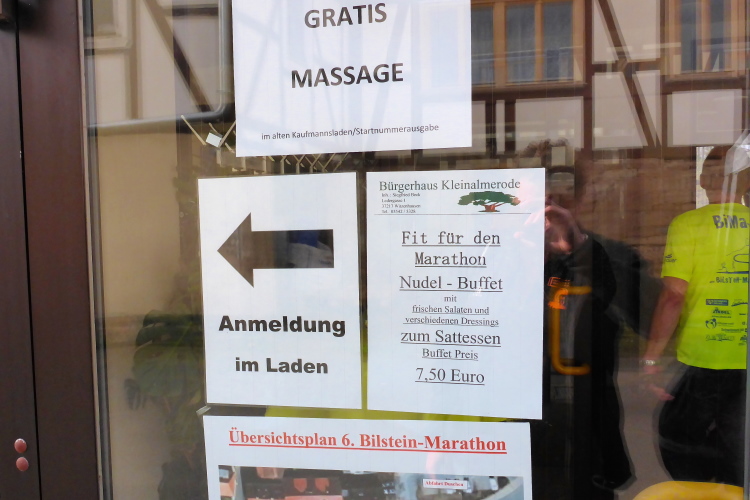 GRATIS
MASSAGE
im alten Kaufmannsladen/Startnummerausgabe
Anmeldung
im Laden
Bürgerhaus Kleinalmerode
Fit für den
Marathon
Nudel - Buffet
mit
frischen Salaten und
verschiedenen Dressings
zum Sattessen
Buffet Preis
7,50 Euro
Übersichtsplan 6. Bilstein-Marathon
BiMa